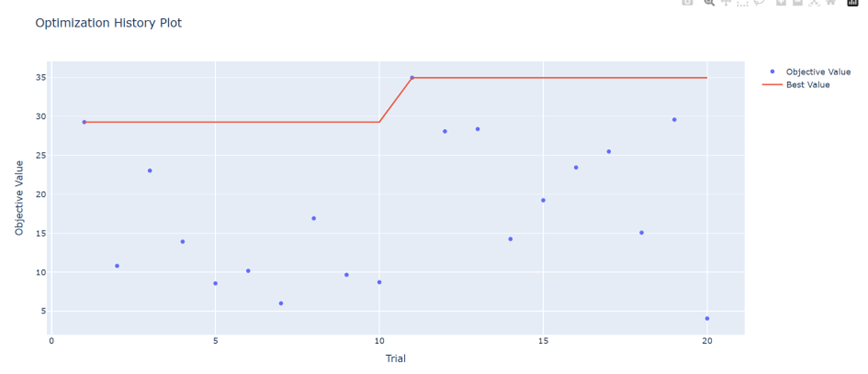 Optimization History Plot
Objective Value
Best Value
35
30
25
20
15
10
5
Objective Value
0
5
10
15
20
Trial